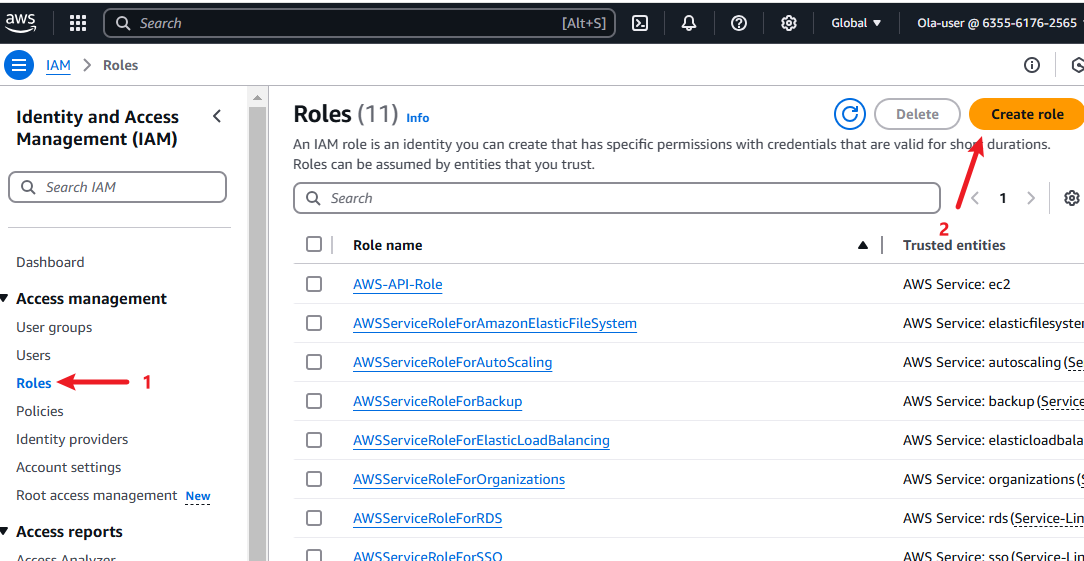 aws
Search
[Alt+S]
Global
Ola-user @ 6355-6176-2565
IAM
Roles
Identity and Access
Management (IAM)
Search IAM
Dashboard
Access management
User groups
Users
Roles
1
Policies
Identity providers
Account settings
Root access management New
Access reports
Access Analyzer
Roles (11) Info
Delete
Create role
An IAM role is an identity you can create that has specific permissions with credentials that are valid for short durations.
Roles can be assumed by entities that you trust.
Search
1
2
Role name Trusted entities
AWS-API-Role AWS Service: ec2
AWSServiceRoleForAmazonElasticFileSystem AWS Service: elasticfilesyster
AWSServiceRoleForAutoScaling AWS Service: autoscaling (Se
AWSServiceRoleForBackup AWS Service: backup (Service
AWSServiceRoleForElasticLoadBalancing AWS Service: elasticloadbala
AWSServiceRoleForOrganizations AWS Service: organizations (S
AWSServiceRoleForRDS AWS Service: rds (Service-Lin
AWSServiceRoleForSSO AWS Service: sso (Service-Lin